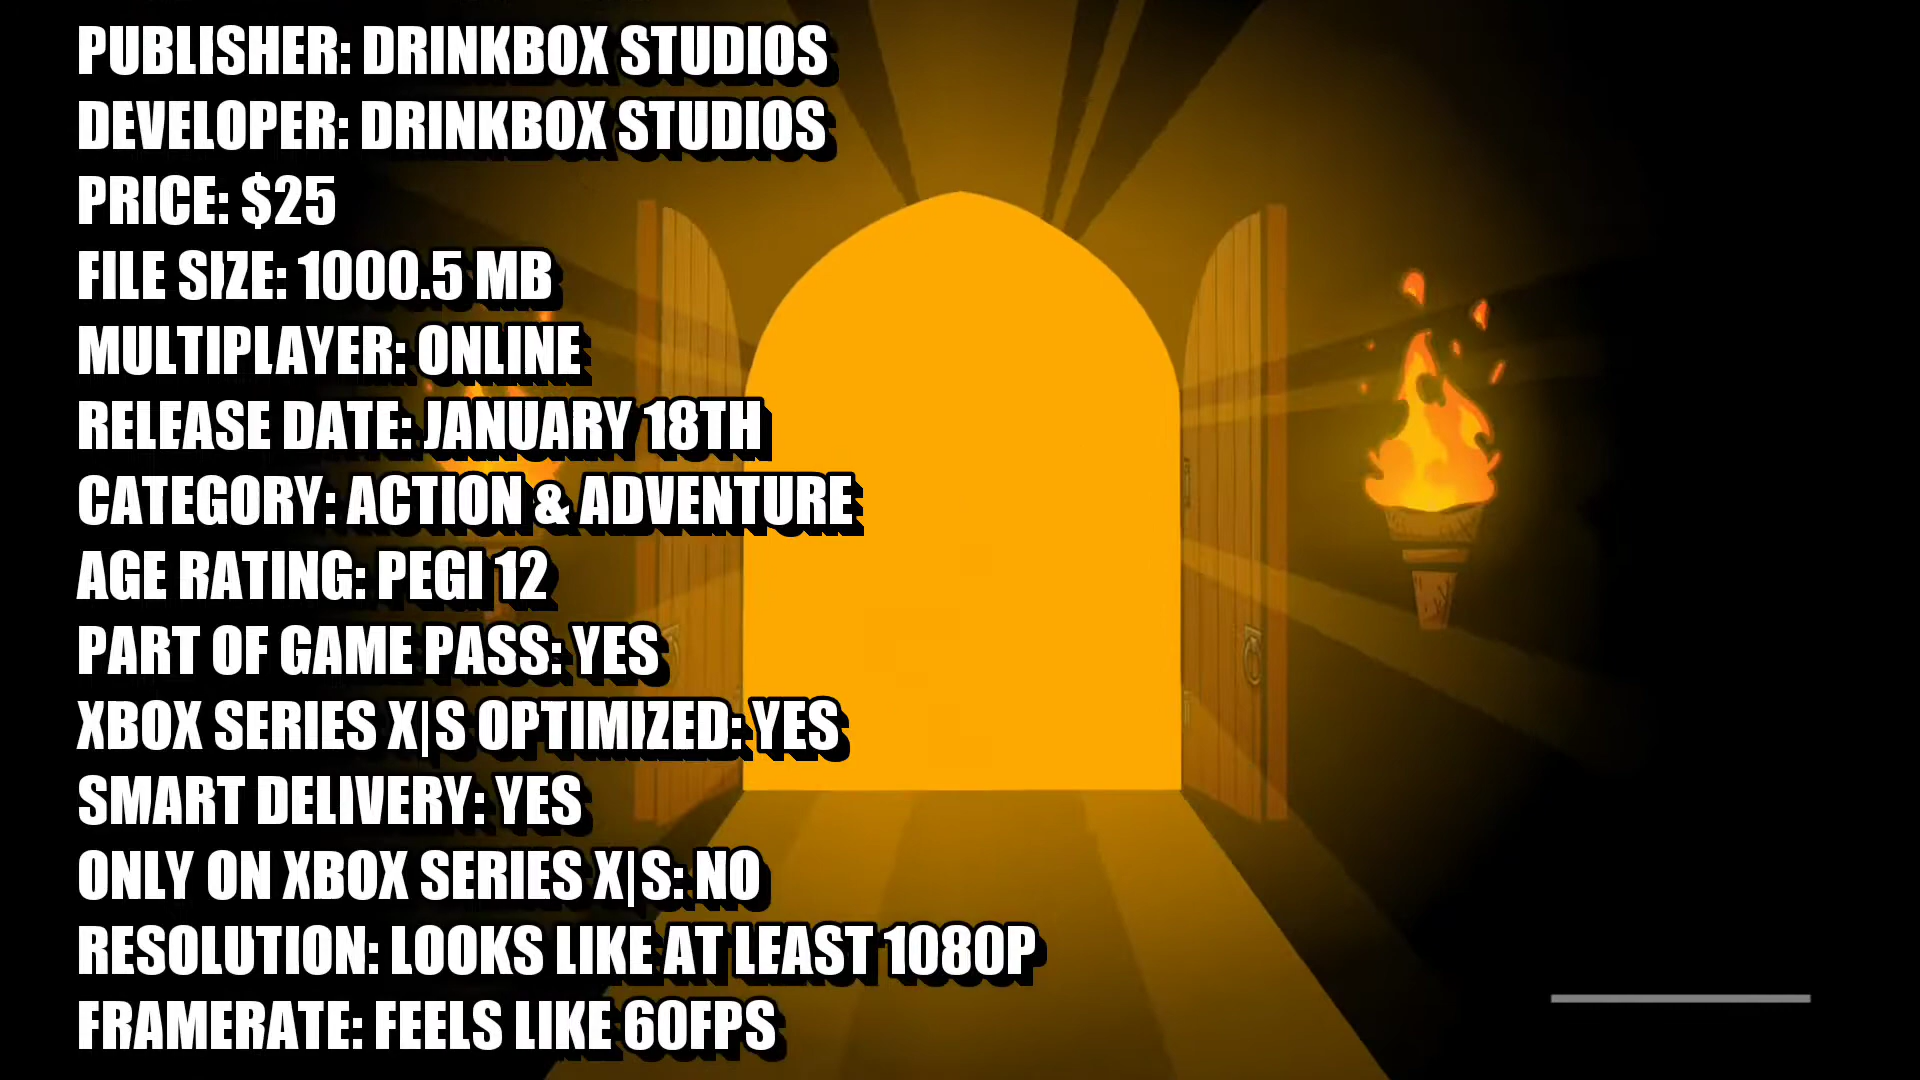 PUBLISHER: DRINKBOX STUDIOS
DEVELOPER: DRINKBOX STUDIOS
PRICE: $25
FILE SIZE: 1000.5 MB
MULTIPLAYER: ONLINE
RELEASE DATE: JANUARY 18TH
CATEGORY: ACTION & ADVENTURE
AGE RATING: PEGI 12
PART OF GAME PASS: YES
XBOX SERIES X|S OPTIMIZED: YES
SMART DELIVERY: YES
ONLY ON XBOX SERIES X|S: NO
RESOLUTION: LOOKS LIKE AT LEAST 1080P
FRAMERATE: FEELS LIKE 60FPS